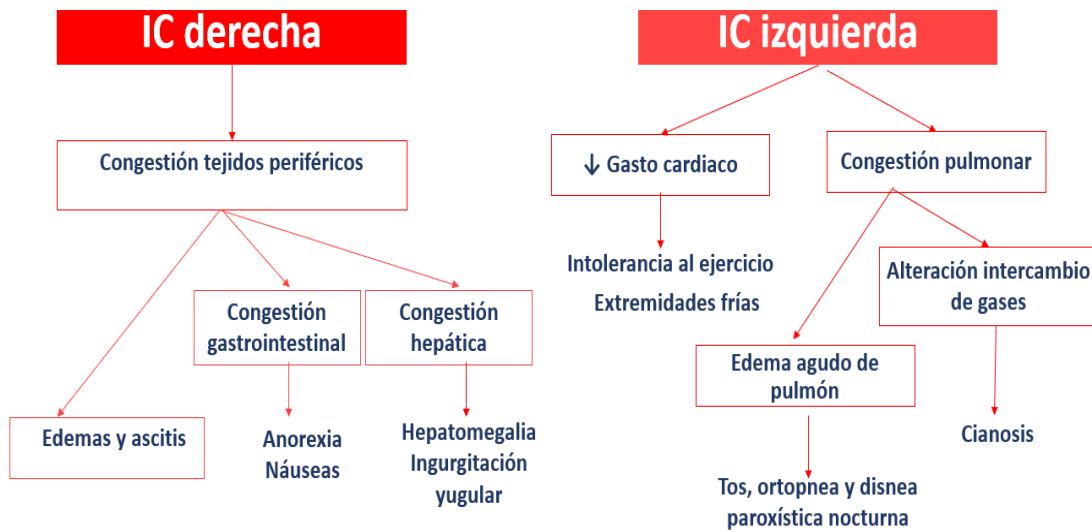 IC derecha
Congestión tejidos periféricos
Congestión
gastrointestinal
Congestión
hepática
Edemas y ascitis
Anorexia
Náuseas
Hepatomegalia
Ingurgitación
yugular
IC izquierda
↓ Gasto cardiaco
Congestión pulmonar
Intolerancia al ejercicio
Extremidades frías
Alteración intercambio
de gases
Edema agudo de
pulmón
Cianosis
Tos, ortopnea y disnea
paroxística nocturna